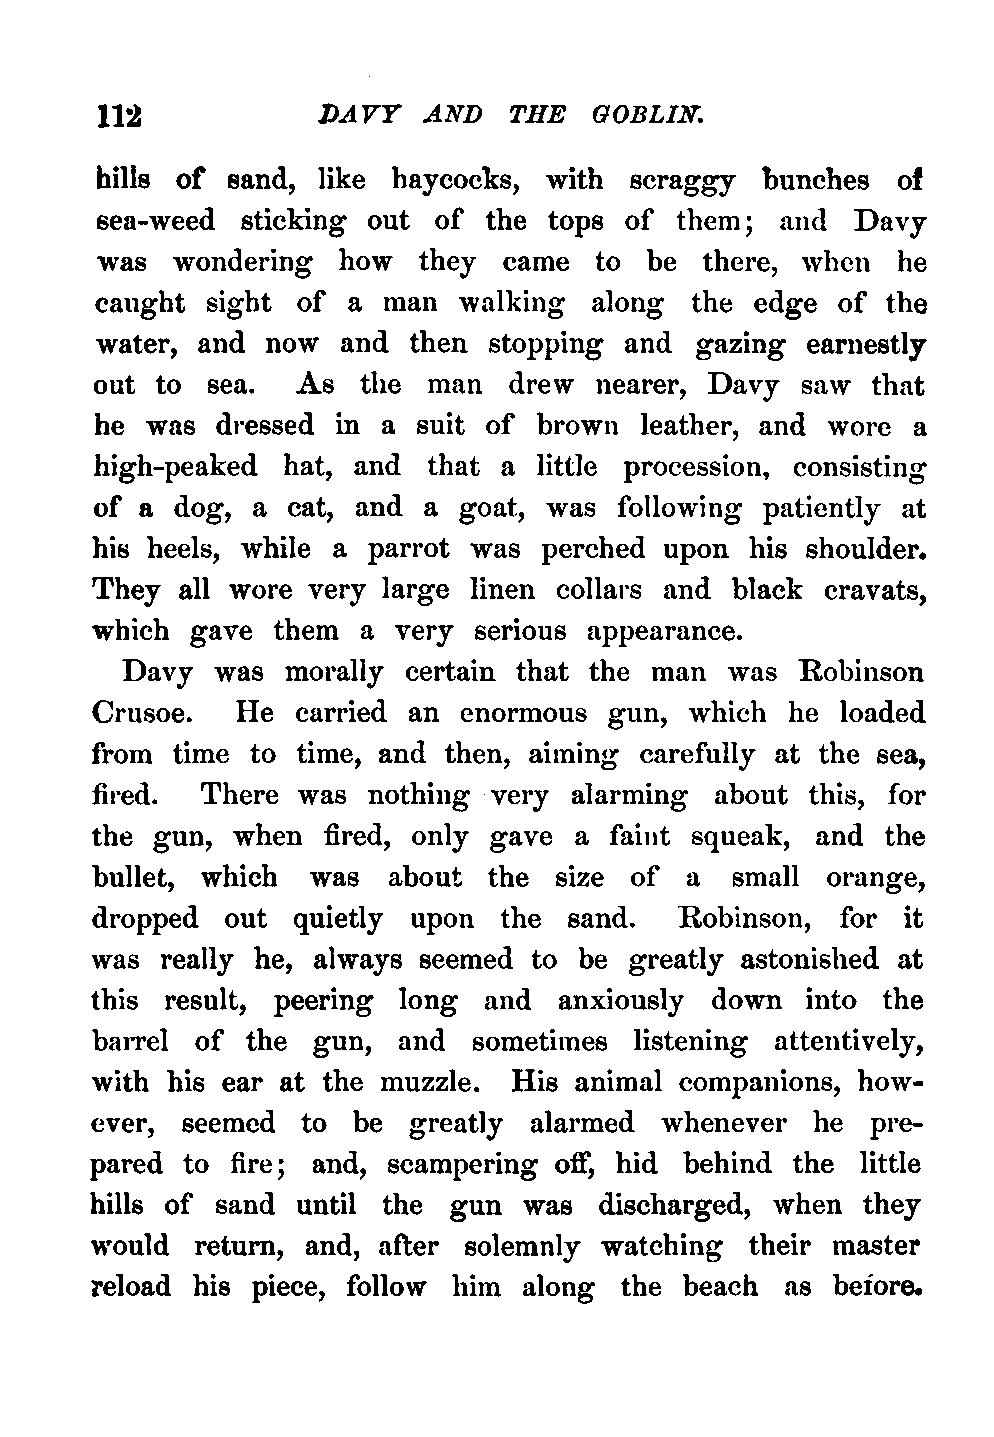 112 DAVY AND THE GOBLIN.
hills of sand, like haycocks, with scraggy bunches of
sea-weed sticking out of the tops of them; and Davy
was wondering how they came to be there, when he
caught sight of a man walking along the edge of the
water, and now and then stopping and gazing earnestly
out to sea. As the man drew nearer, Davy saw that
he was dressed in a suit of brown leather, and wore a
high-peaked hat, and that a little procession, consisting
of a dog, a cat, and a goat, was following patiently at
his heels, while a parrot was perched upon his shoulder.
They all wore very large linen collars and black cravats,
which gave them a very serious appearance.
Davy was morally certain that the man was Robinson
Crusoe. He carried an enormous gun, which he loaded
from time to time, and then, aiming carefully at the sea,
fired. There was nothing very alarming about this, for
the gun, when fired, only gave a faint squeak, and the
bullet, which was about the size of a small orange,
dropped out quietly upon the sand. Robinson, for it
was really he, always seemed to be greatly astonished at
this result, peering long and anxiously down into the
barrel of the gun, and sometimes listening attentively,
with his ear at the muzzle. His animal companions, how-
ever, seemed to be greatly alarmed whenever he pre-
pared to fire; and, scampering off, hid behind the little
hills of sand until the gun was discharged, when they
would return, and, after solemnly watching their master
reload his piece, follow him along the beach as before.